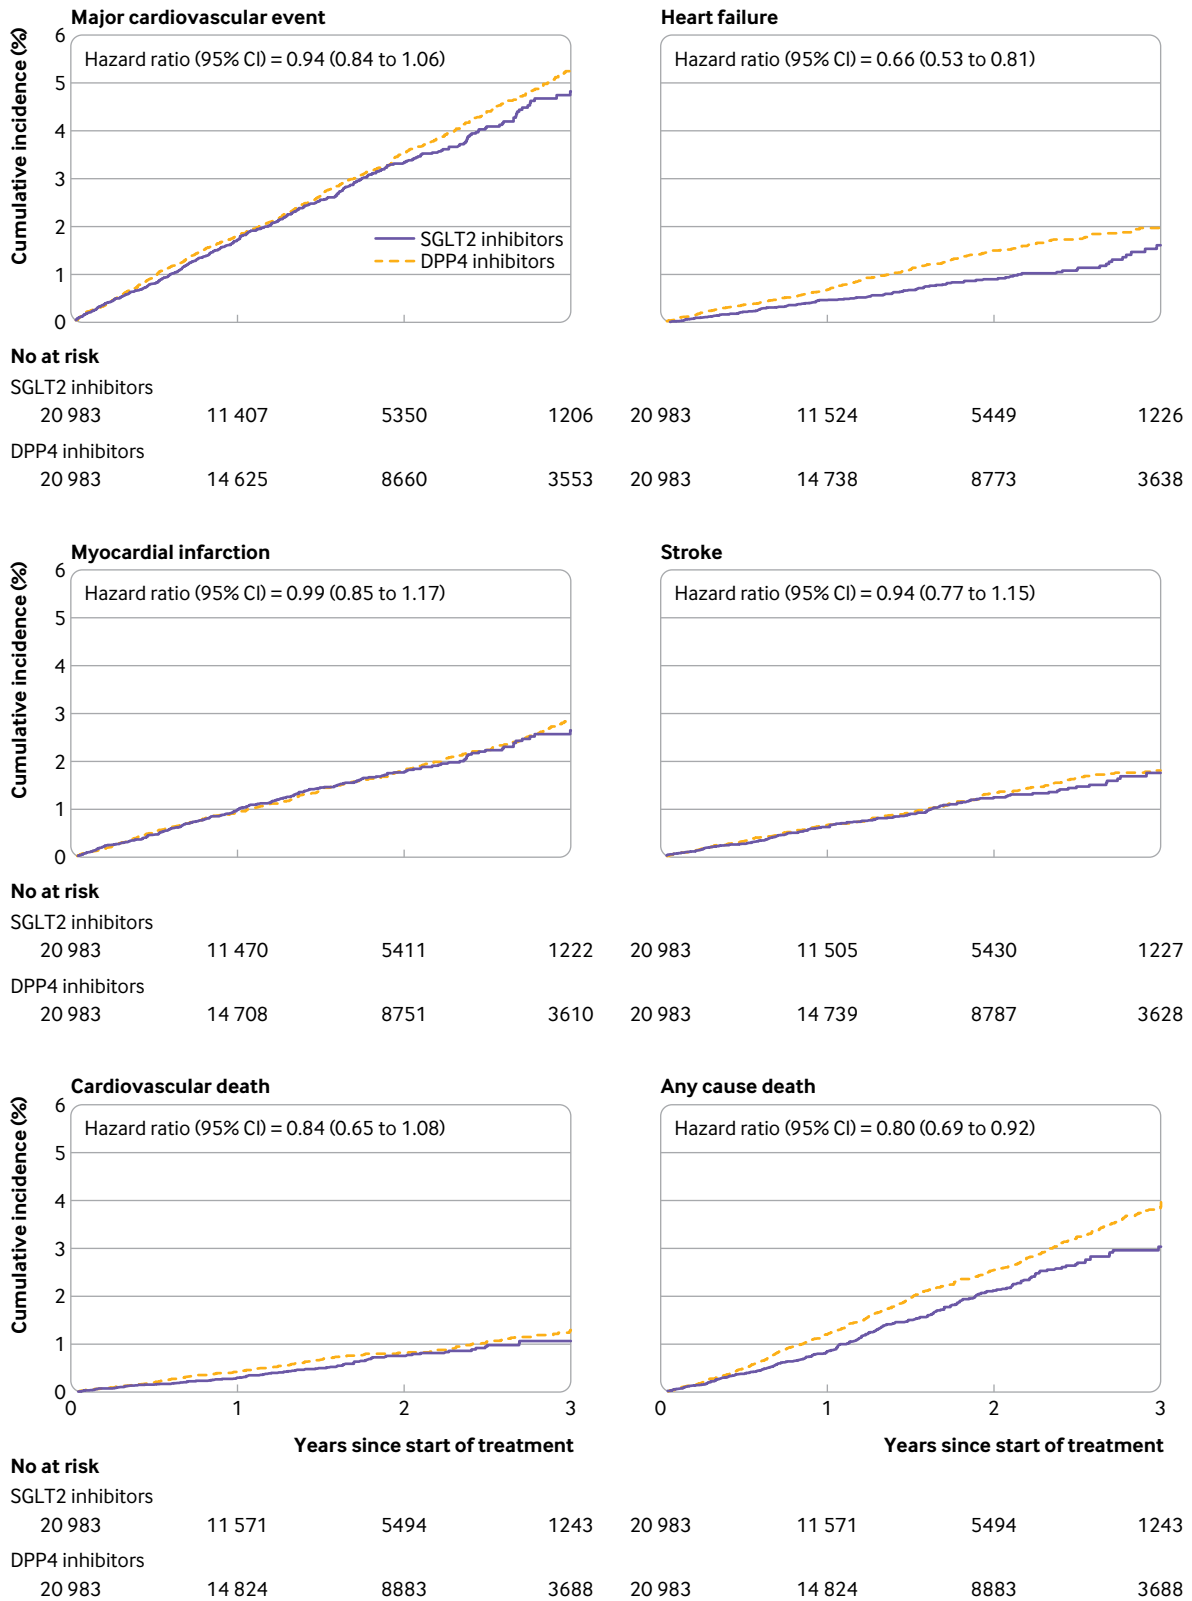 Major cardiovascular event
Cumulative incidence (%)
6
5
4
3
2
1
0
Hazard ratio (95% CI) = 0.94 (0.84 to 1.06)
SGLT2 inhibitors
DPP4 inhibitors
Heart failure
Hazard ratio (95% CI) = 0.66 (0.53 to 0.81)
No at risk
SGLT2 inhibitors
20 983 11 407 5350 1206 20 983 11 524 5449 1226
DPP4 inhibitors
20 983 14 625 8660 3553 20 983 14 738 8773 3638
Myocardial infarction
Cumulative incidence (%)
6
5
4
3
2
1
0
Hazard ratio (95% CI) = 0.99 (0.85 to 1.17)
Stroke
Hazard ratio (95% CI) = 0.94 (0.77 to 1.15)
No at risk
SGLT2 inhibitors
20 983 11 470 5411 1222 20 983 11 505 5430 1227
DPP4 inhibitors
20 983 14 708 8751 3610 20 983 14 739 8787 3628
Cardiovascular death
Cumulative incidence (%)
6
5
4
3
2
1
0
Hazard ratio (95% CI) = 0.84 (0.65 to 1.08)
0 1 2 3
Years since start of treatment
Any cause death
Hazard ratio (95% CI) = 0.80 (0.69 to 0.92)
0 1 2 3
Years since start of treatment
No at risk
SGLT2 inhibitors
20 983 11 571 5494 1243 20 983 11 571 5494 1243
DPP4 inhibitors
20 983 14 824 8883 3688 20 983 14 824 8883 3688